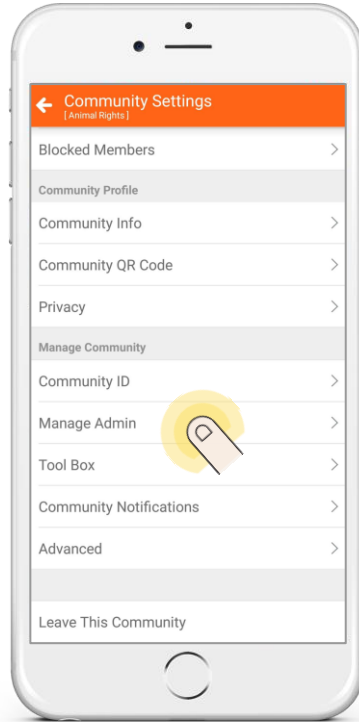 Community Settings
[ Animal Rights ]
Blocked Members
Community Profile
Community Info
Community QR Code
Privacy
Manage Community
Community ID
Manage Admin
Tool Box
Community Notifications
Advanced
Leave This Community